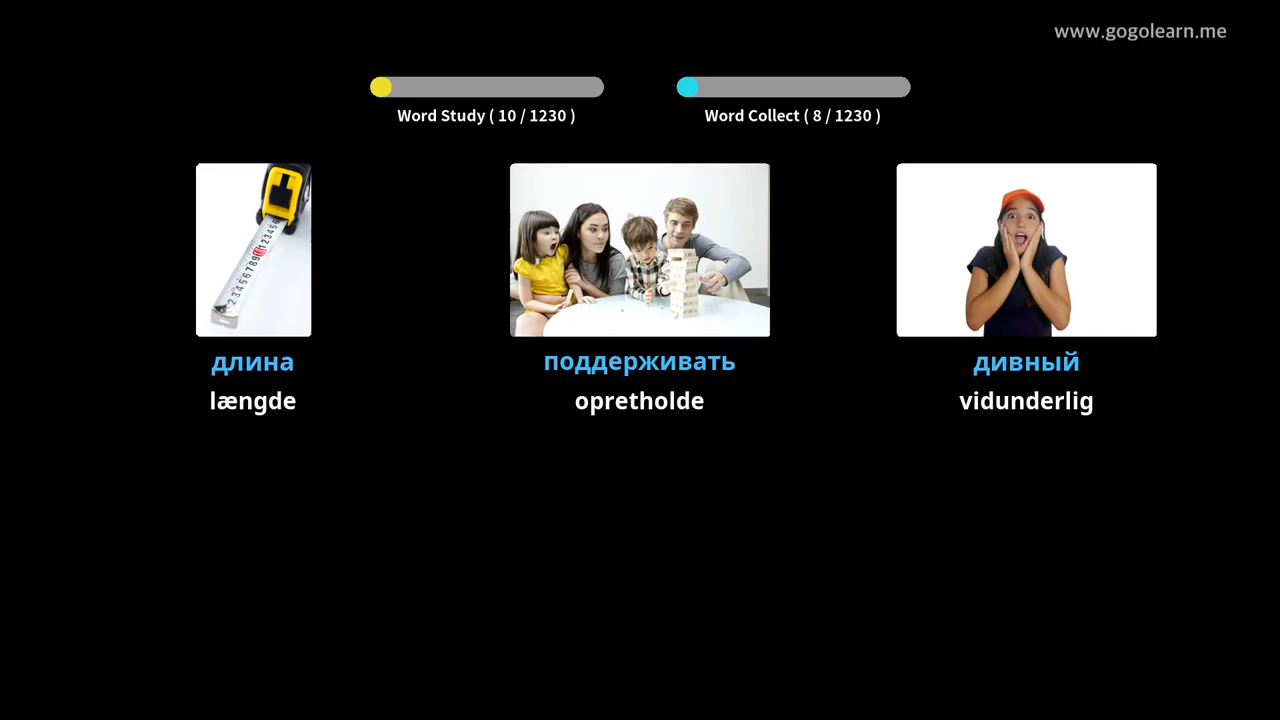 www.gogolearn.me
Word Study ( 10 / 1230 )
Word Collect ( 8 / 1230 )
длина
længde
поддерживать
opretholde
дивный
vidunderlig